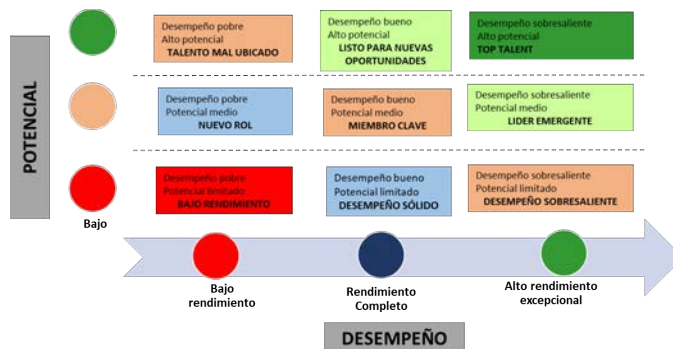 POTENCIAL
Desempeño pobre
Alto potencial
TALENTO MAL UBICADO
Desempeño bueno
Alto potencial
LISTO PARA NUEVAS
OPORTUNIDADES
Desempeño sobresaliente
Alto potencial
TOP TALENT
Desempeño pobre
Potencial medio
NUEVO ROL
Desempeño bueno
Potencial medio
MIEMBRO CLAVE
Desempeño sobresaliente
Potencial medio
LIDER EMERGENTE
Desempeño pobre
Potencial limitado
BAJO RENDIMIENTO
Desempeño bueno
Potencial limitado
DESEMPEÑO SÓLIDO
Desempeño sobresaliente
Potencial limitado
DESEMPEÑO SOBRESALIENTE
Bajo
Bajo
rendimiento
Rendimiento
Completo
Alto rendimiento
excepcional
DESEMPEÑO